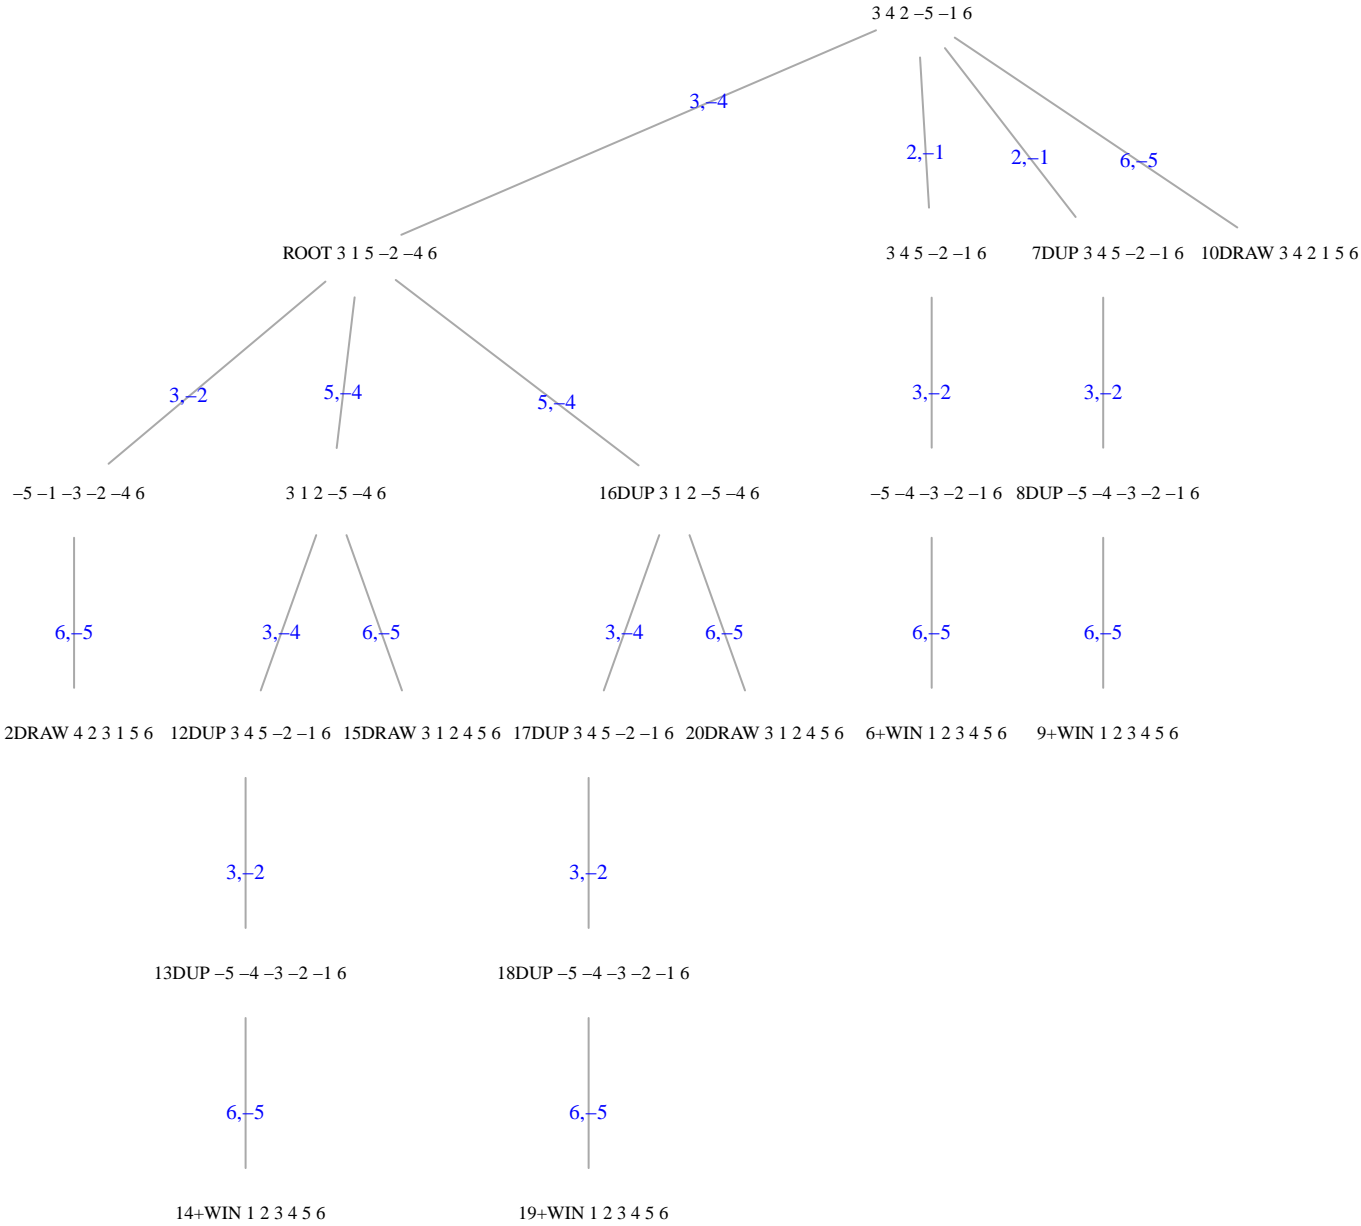 3 4 2 –5 –1 6
3,–4
2,–1
2,–1
6,–5
ROOT 3 1 5 –2 –4 6
3 4 5 –2 –1 6
7DUP 3 4 5 –2 –1 6
10DRAW 3 4 2 1 5 6
3,–2
5,–4
5,–4
3,–2
3,–2
–5 –1 –3 –2 –4 6
3 1 2 –5 –4 6
16DUP 3 1 2 –5 –4 6
–5 –4 –3 –2 –1 6
8DUP –5 –4 –3 –2 –1 6
6,–5
3,–4
6,–5
3,–4
6,–5
6,–5
6,–5
2DRAW 4 2 3 1 5 6
12DUP 3 4 5 –2 –1 6
15DRAW 3 1 2 4 5 6
17DUP 3 4 5 –2 –1 6
20DRAW 3 1 2 4 5 6
6+WIN 1 2 3 4 5 6
9+WIN 1 2 3 4 5 6
3,–2
3,–2
13DUP –5 –4 –3 –2 –1 6
18DUP –5 –4 –3 –2 –1 6
6,–5
6,–5
14+WIN 1 2 3 4 5 6
19+WIN 1 2 3 4 5 6